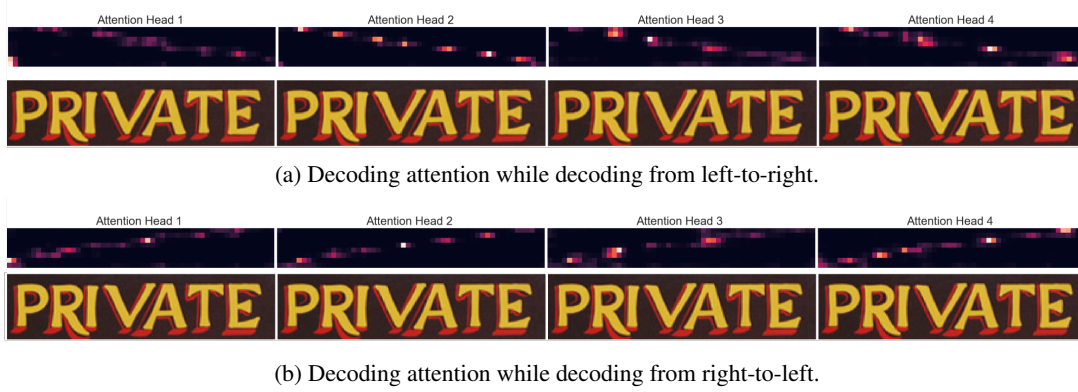 Attention Head 1 Attention Head 2 Attention Head 3 Attention Head 4
PRIVATE PRIVATE PRIVATE PRIVATE
(a) Decoding attention while decoding from left-to-right.
Attention Head 1 Attention Head 2 Attention Head 3 Attention Head 4
PRIVATE PRIVATE PRIVATE PRIVATE
(b) Decoding attention while decoding from right-to-left.